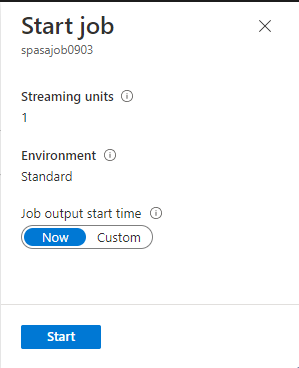 Start job
spasajob0903
Streaming units
1
Environment
Standard
Job output start time
Now Custom
Start